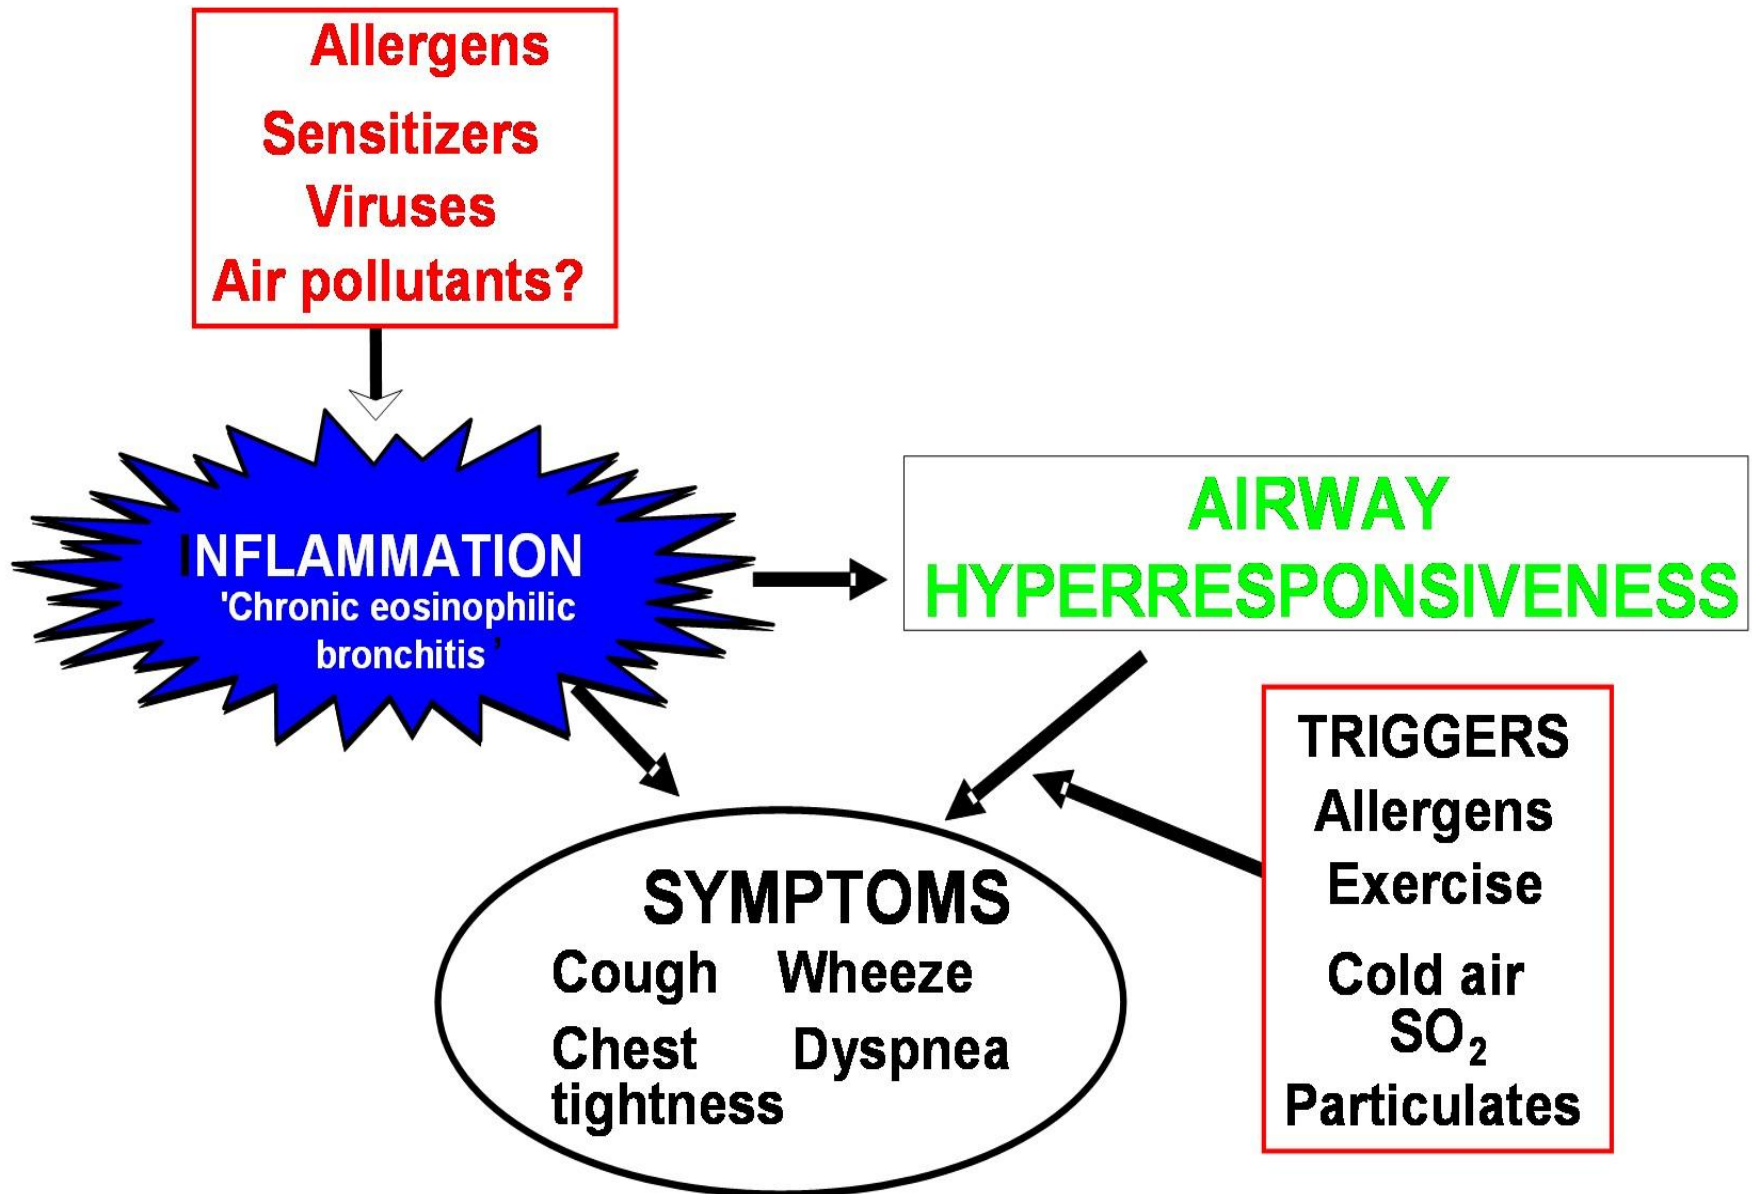 Allergens
Sensitizers
Viruses
Air pollutants?
INFLAMMATION
'Chronic eosinophilic
bronchitis’
AIRWAY
HYPERRESPONSIVENESS
TRIGGERS
Allergens
Exercise
Cold air
SO₂
Particulates
SYMPTOMS
Cough Wheeze
Chest Dyspnea
tightness